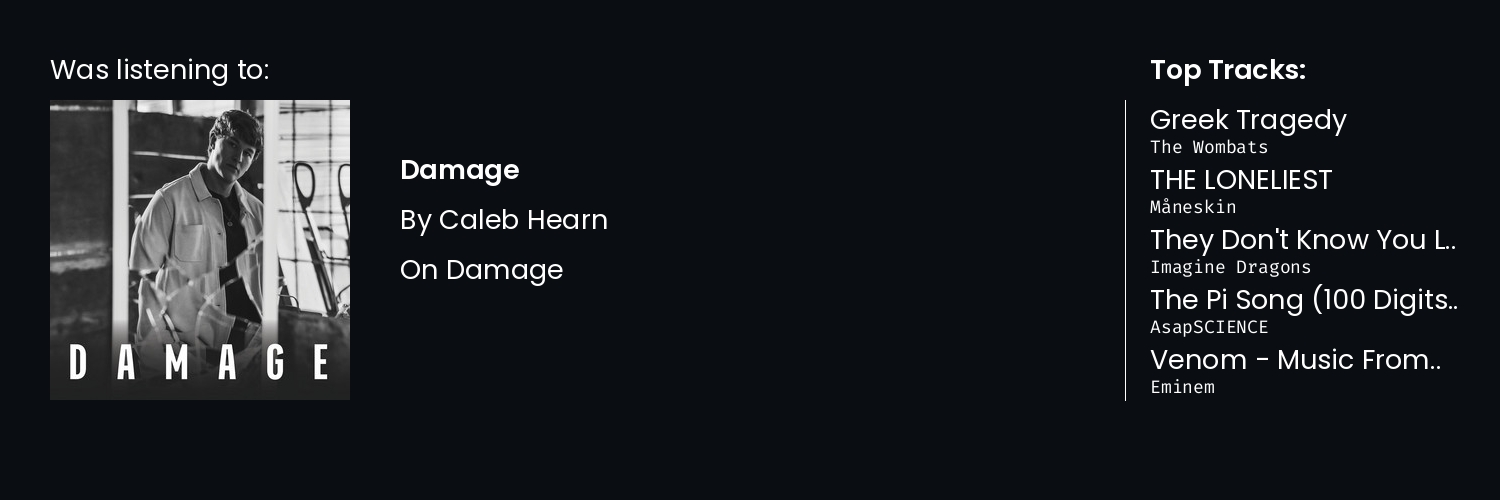 Was listening to:
DAMAGE
Damage
By Caleb Hearn
On Damage
Top Tracks:
Greek Tragedy
The Wombats
THE LONELIEST
Måneskin
They Don't Know You L..
Imagine Dragons
The Pi Song (100 Digits..
AsapSCIENCE
Venom - Music From..
Eminem